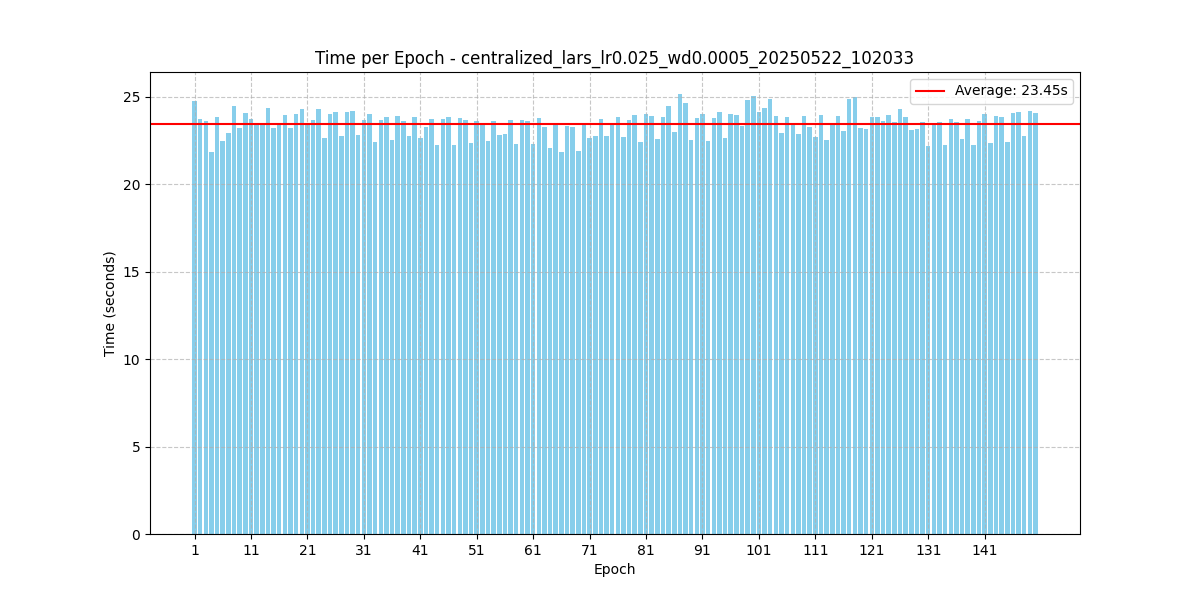 Time per Epoch - centralized_lars_lr0.025_wd0.0005_20250522_102033
Average: 23.45s
25
20
15
10
5
0
Time (seconds)
1 11 21 31 41 51 61 71 81 91 101 111 121 131 141
Epoch